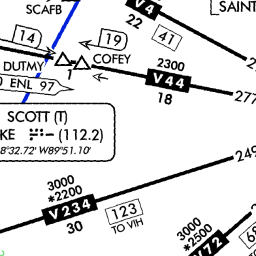 SCAFB
V4
22
41
SAINT
14
19
DUTMY
COFEY
1
ENL 97
2300
V44
18
277
SCOTT (T)
KE (112.2)
8°32.72' W89°51.10'
249
3000
*2200
V234
30
123
TO VIH
3000
*2500
V72